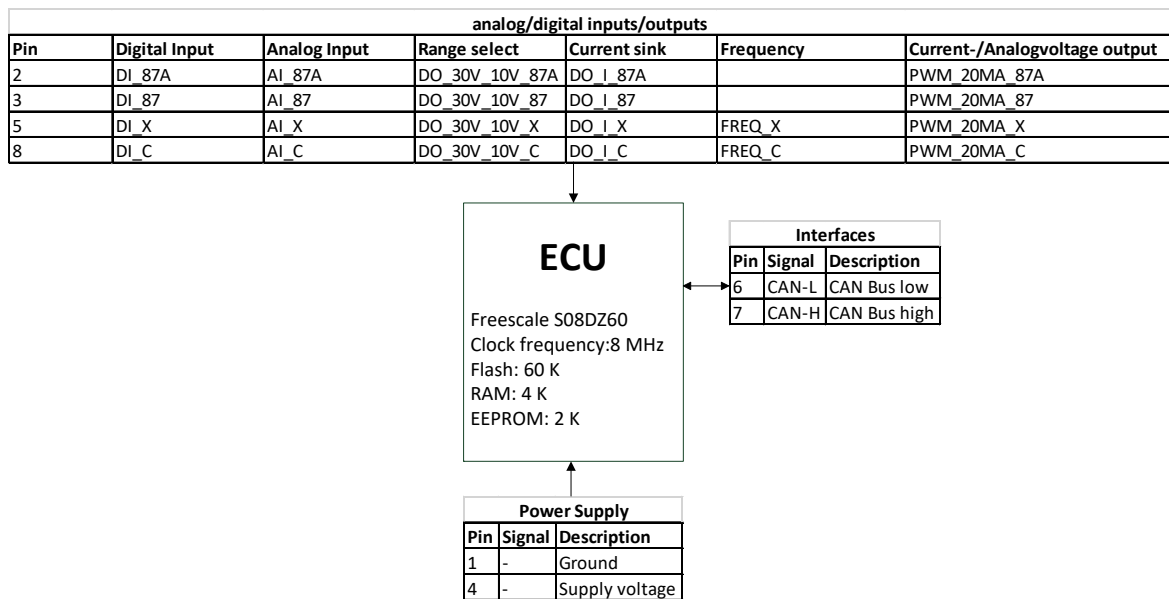 analog/digital inputs/outputs
Pin Digital Input Analog Input Range select Current sink Frequency Current-/Analogvoltage output
2 DI_87A AI_87A DO_30V_10V_87A DO_I_87A PWM_20MA_87A
3 DI_87 AI_87 DO_30V_10V_87 DO_I_87 PWM_20MA_87
5 DI_X AI_X DO_30V_10V_X DO_I_X FREQ_X PWM_20MA_X
8 DI_C AI_C DO_30V_10V_C DO_I_C FREQ_C PWM_20MA_C
ECU
Freescale S08DZ60
Clock frequency:8 MHz
Flash: 60 K
RAM: 4 K
EEPROM: 2 K
Interfaces
Pin Signal Description
6 CAN-L CAN Bus low
7 CAN-H CAN Bus high
Power Supply
Pin Signal Description
1 - Ground
4 - Supply voltage